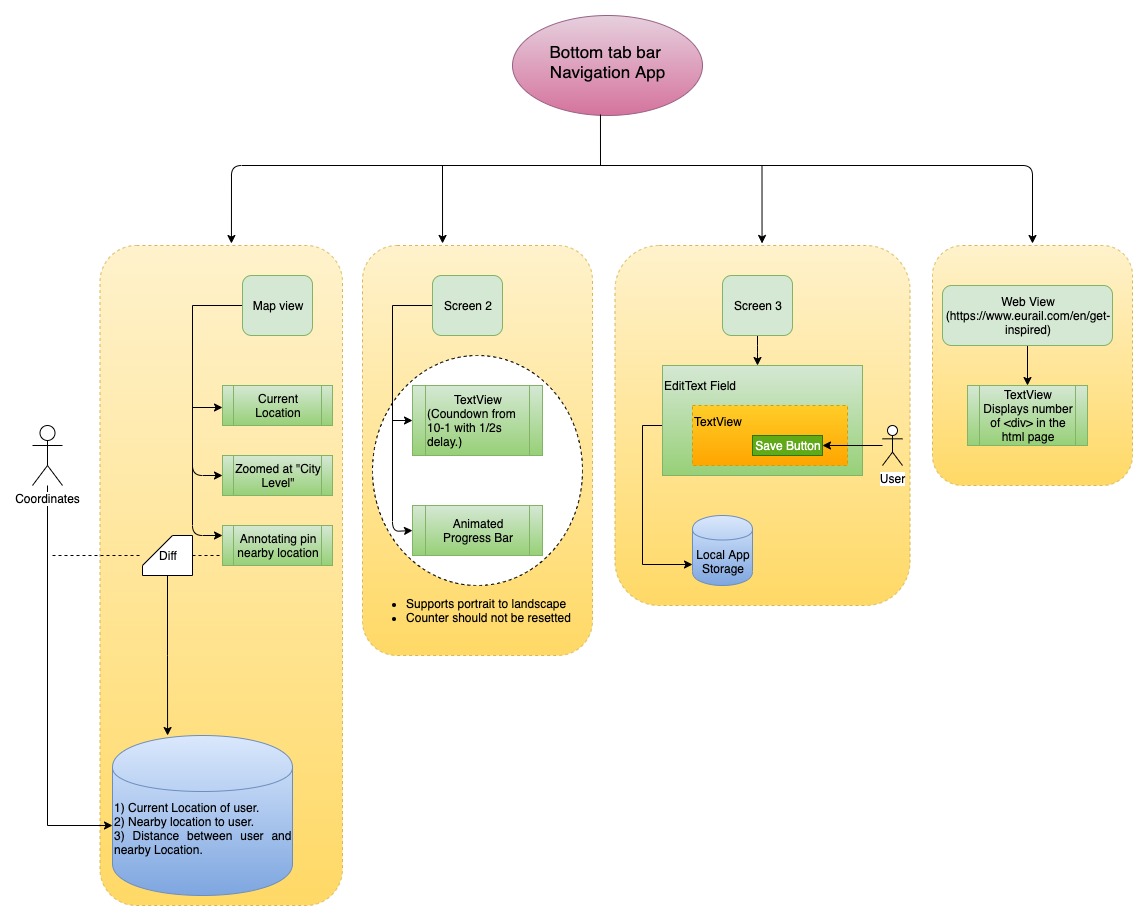 Bottom tab bar
Navigation App
Map view
Current
Location
Zoomed at "City
Level"
Annotating pin
nearby location
Coordinates
Diff
1) Current Location of user.
2) Nearby location to user.
3) Distance between user and
nearby Location.
Screen 2
TextView
(Coundown from
10-1 with 1/2s
delay.)
Animated
Progress Bar
• Supports portrait to landscape
• Counter should not be resetted
Screen 3
EditText Field
TextView
Save Button
User
Local App
Storage
Web View
(https://www.eurail.com/en/get-
inspired)
TextView
Displays number
of <div> in the
html page